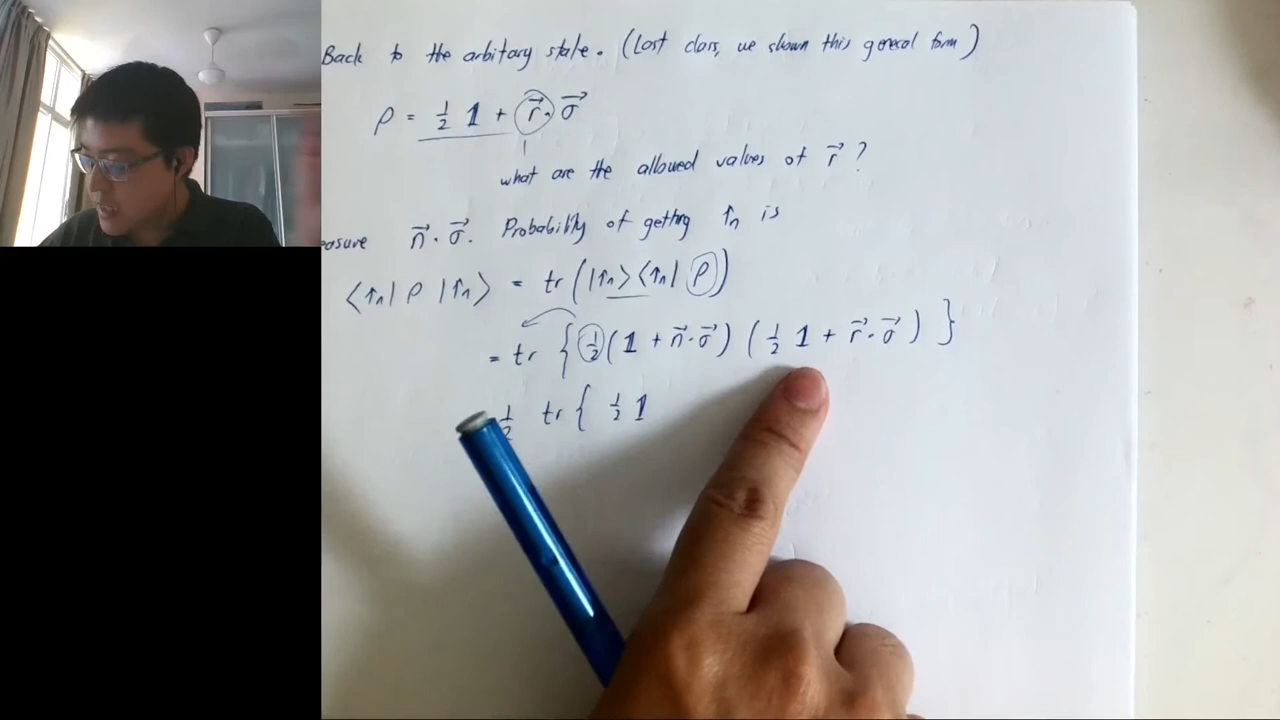 Back to the arbitary state. (Last class, we shown this general form)
ρ = 1/2 𝟙 + r⃗ · σ⃗
what are the allowed values of r⃗ ?
easure n⃗ · σ⃗. Probability of getting ↑n is
⟨↑n| ρ |↑n⟩ = tr (|↑n⟩⟨↑n| ρ)
= tr { 1/2 (𝟙 + n⃗ · σ⃗) (1/2 𝟙 + r⃗ · σ⃗) }
1/2 tr { 1/2 𝟙